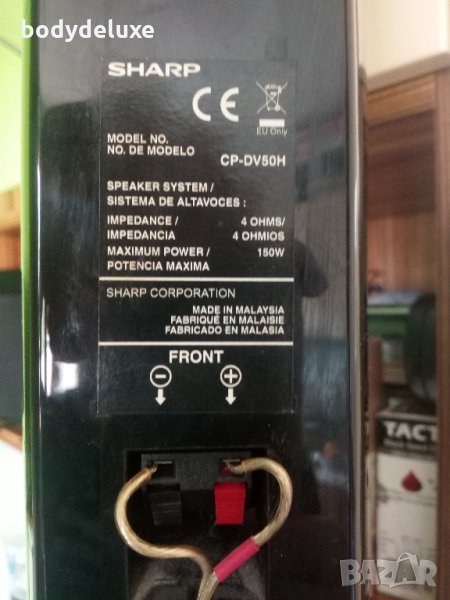 bodydeluxe
SHARP
CE
EU Only
MODEL NO.
NO. DE MODELO CP-DV50H
SPEAKER SYSTEM /
SISTEMA DE ALTAVOCES :
IMPEDANCE / 4 OHMS/
IMPEDANCIA 4 OHMIOS
MAXIMUM POWER / 150W
POTENCIA MAXIMA
SHARP CORPORATION
MADE IN MALAYSIA
FABRIQUÉ EN MALAISIE
FABRICADO EN MALASIA
FRONT
TACT
BAZAR